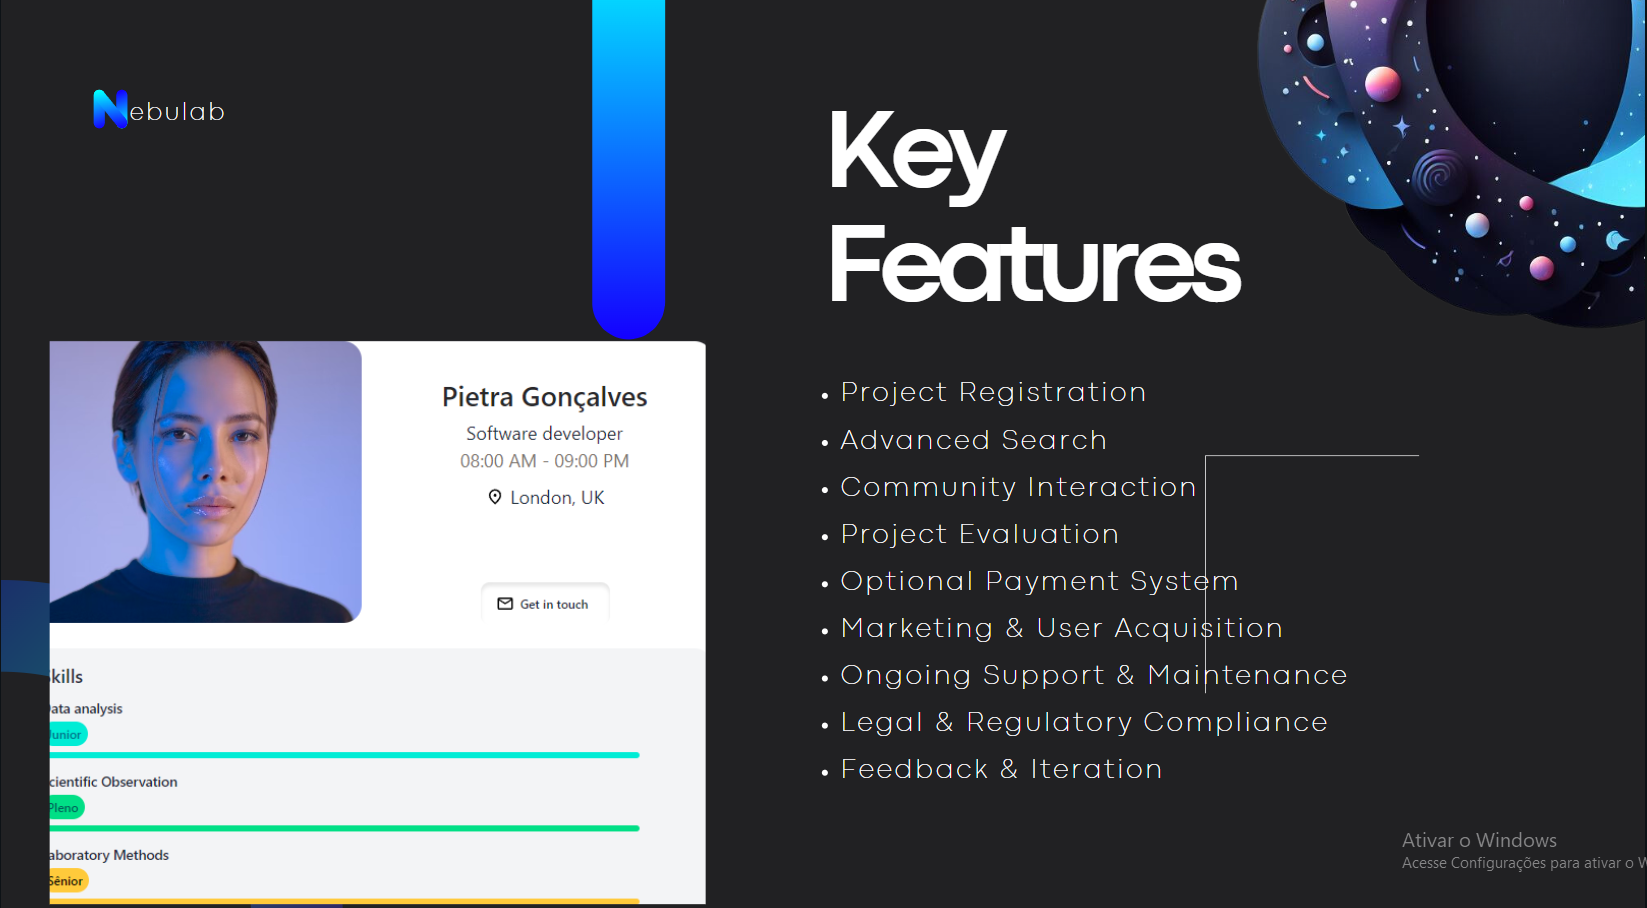 Nebulab
Key
Features
Pietra Gonçalves
Software developer
08:00 AM - 09:00 PM
London, UK
Get in touch
kills
ata analysis
unior
cientific Observation
Pleno
aboratory Methods
Sênior
• Project Registration
• Advanced Search
• Community Interaction
• Project Evaluation
• Optional Payment System
• Marketing & User Acquisition
• Ongoing Support & Maintenance
• Legal & Regulatory Compliance
• Feedback & Iteration
Ativar o Windows
Acesse Configurações para ativar o W